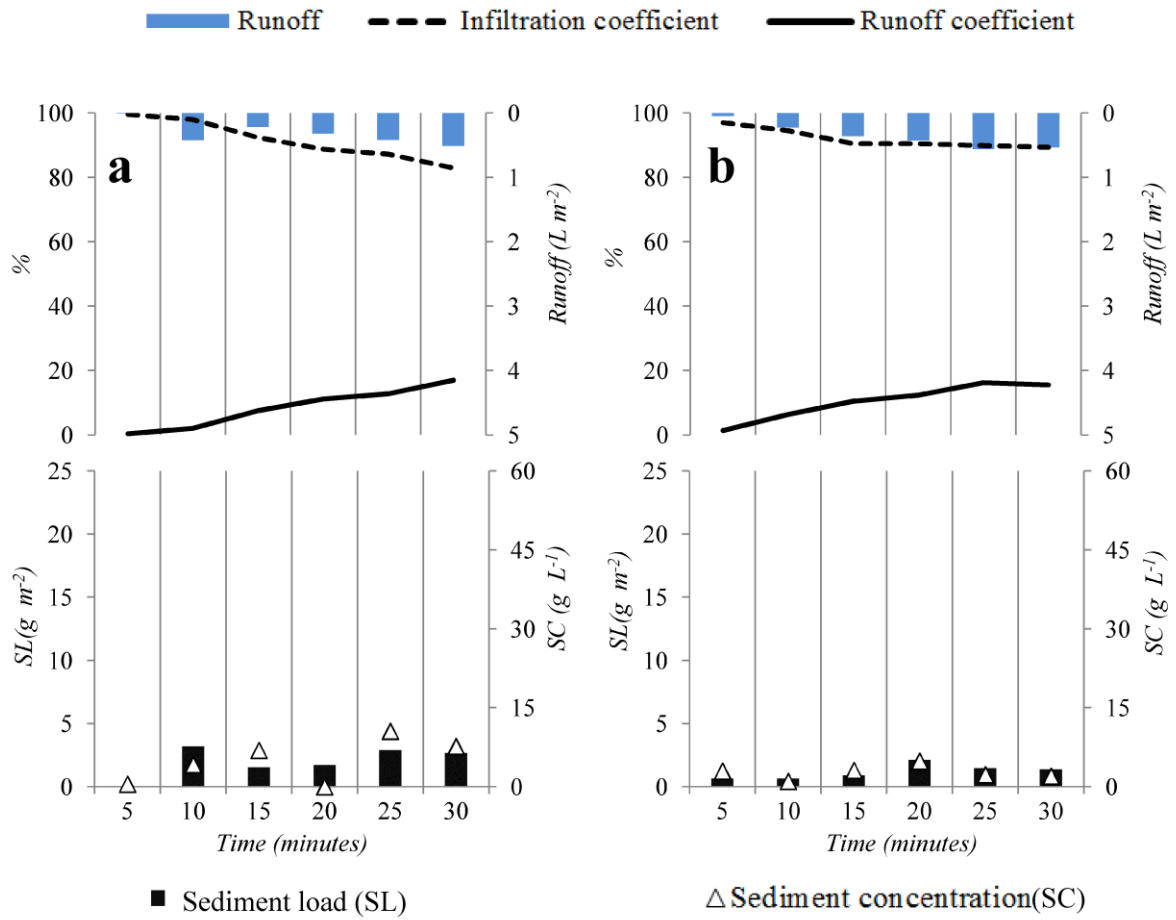 Runoff Infiltration coefficient Runoff coefficient
100 0 100 0
a b
80 1 80 1
60 2 60 2
% Runoff (L m-2) % Runoff (L m-2)
40 3 40 3
20 4 20 4
0 5 0 5
25 60 25 60
20 45 20 45
SL(g m-2) SC (g L-1) SL(g m-2) SC (g L-1)
15 30 15 30
10 15 10 15
5 0 5 0
0 0
5 10 15 20 25 30 5 10 15 20 25 30
Time (minutes) Time (minutes)
Sediment load (SL) Sediment concentration(SC)